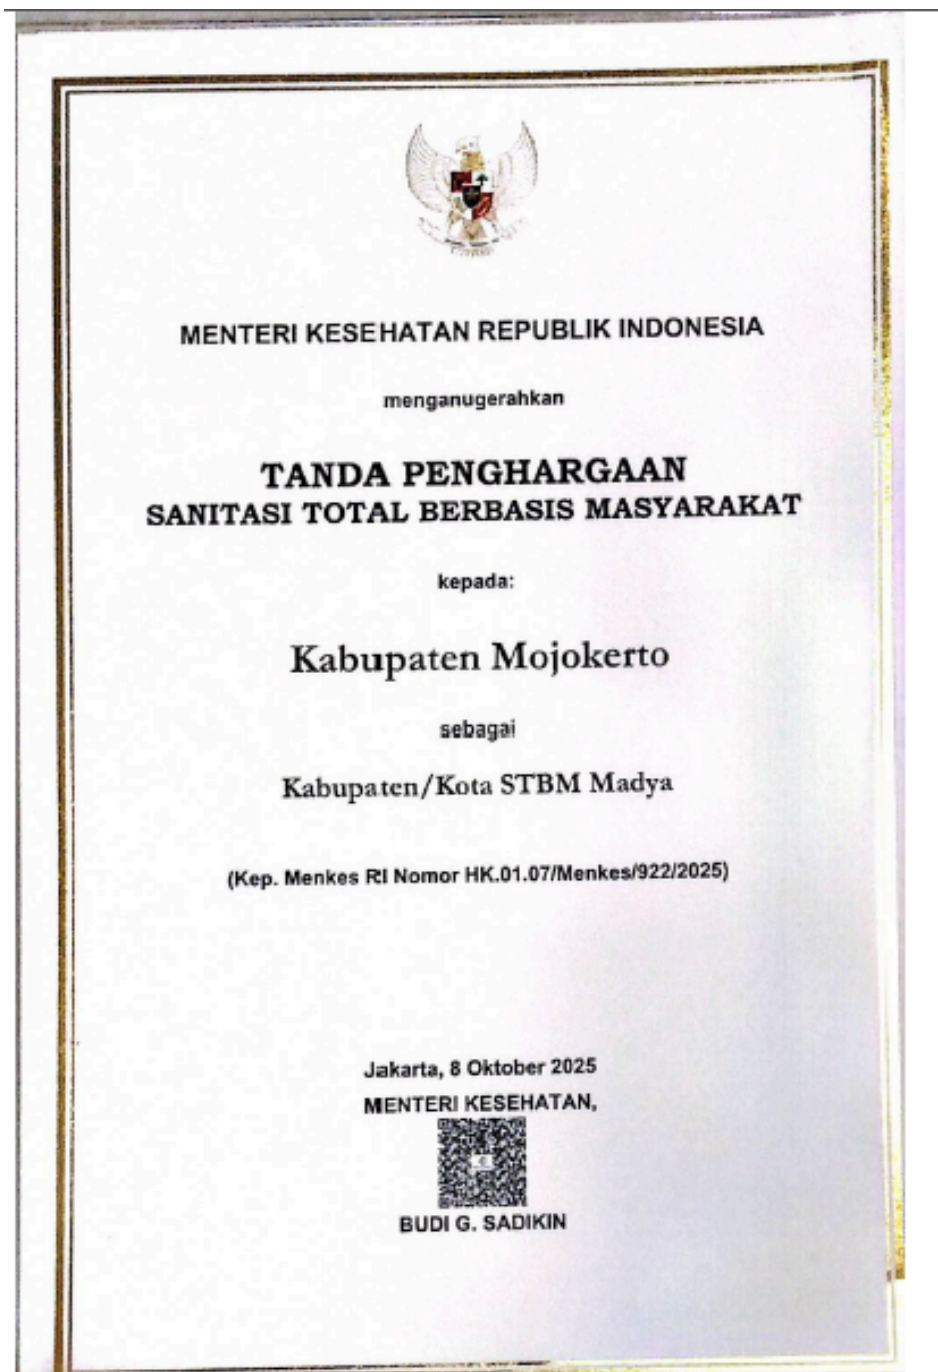 MENTERI KESEHATAN REPUBLIK INDONESIA
menganugerahkan
TANDA PENGHARGAAN
SANITASI TOTAL BERBASIS MASYARAKAT
kepada:
Kabupaten Mojokerto
sebagai
Kabupaten/Kota STBM Madya
(Kep. Menkes RI Nomor HK.01.07/Menkes/922/2025)
Jakarta, 8 Oktober 2025
MENTERI KESEHATAN,
BUDI G. SADIKIN